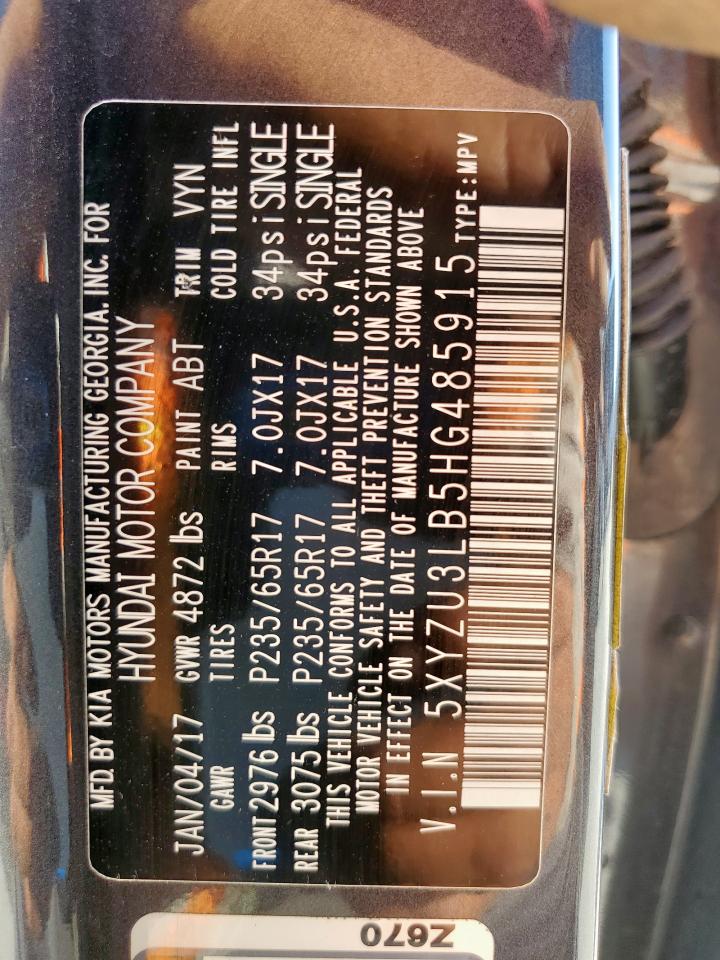 MFD. BY KIA MOTORS MANUFACTURING GEORGIA. INC. FOR
HYUNDAI MOTOR COMPANY
JAN/04/17 GVWR 4872 lbs PAINT ABT TRIM VYN
GAWR TIRES RIMS COLD TIRE INFL
FRONT 2976 lbs P235/65R17 7.0JX17 34psi SINGLE
REAR 3075 lbs P235/65R17 7.0JX17 34psi SINGLE
THIS VEHICLE CONFORMS TO ALL APPLICABLE U.S.A. FEDERAL
MOTOR VEHICLE SAFETY AND THEFT PREVENTION STANDARDS
IN EFFECT ON THE DATE OF MANUFACTURE SHOWN ABOVE
V.I.N 5XYZU3LB5HG485915 TYPE:MPV
Z670